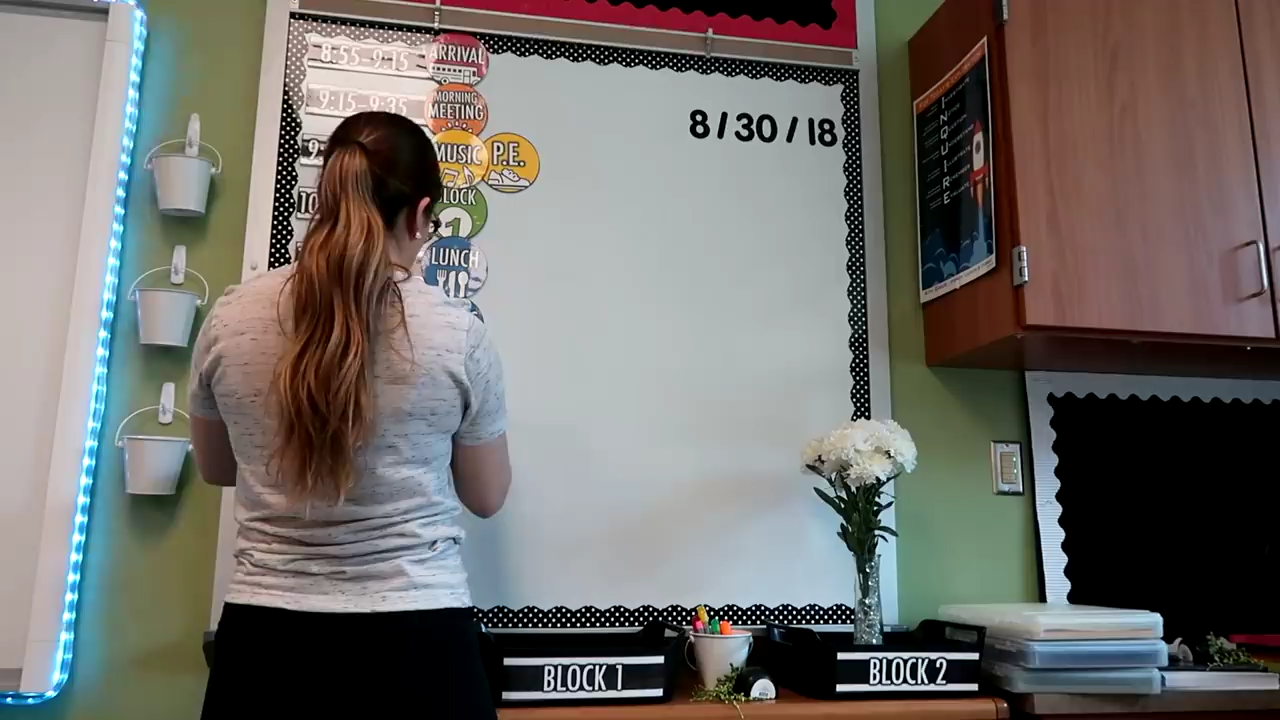 8:55-9:15 ARRIVAL
9:15-9:35 MORNING MEETING
MUSIC P.E.
BLOCK 1
LUNCH
8/30/18
INQUIRE
BLOCK 1
BLOCK 2